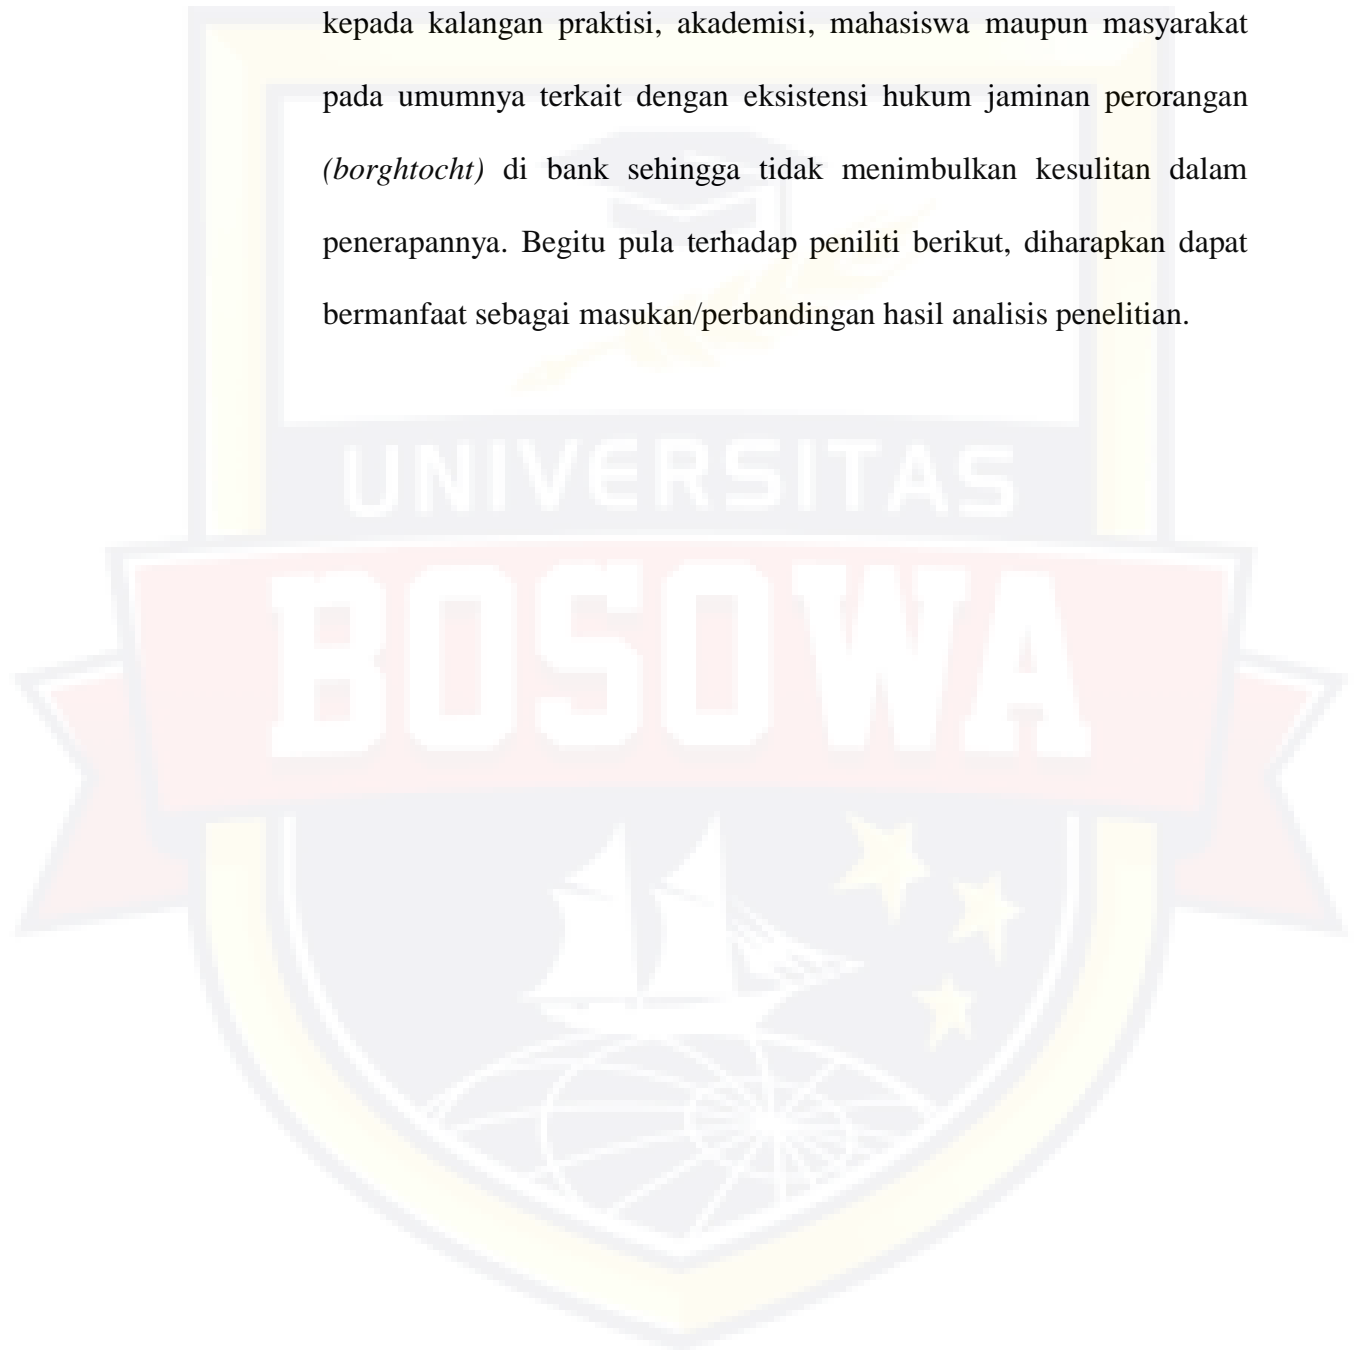 kepada kalangan praktisi, akademisi, mahasiswa maupun masyarakat
pada umumnya terkait dengan eksistensi hukum jaminan perorangan
(borghtocht) di bank sehingga tidak menimbulkan kesulitan dalam
penerapannya. Begitu pula terhadap peniliti berikut, diharapkan dapat
bermanfaat sebagai masukan/perbandingan hasil analisis penelitian.
UNIVERSITAS
BOSOWA